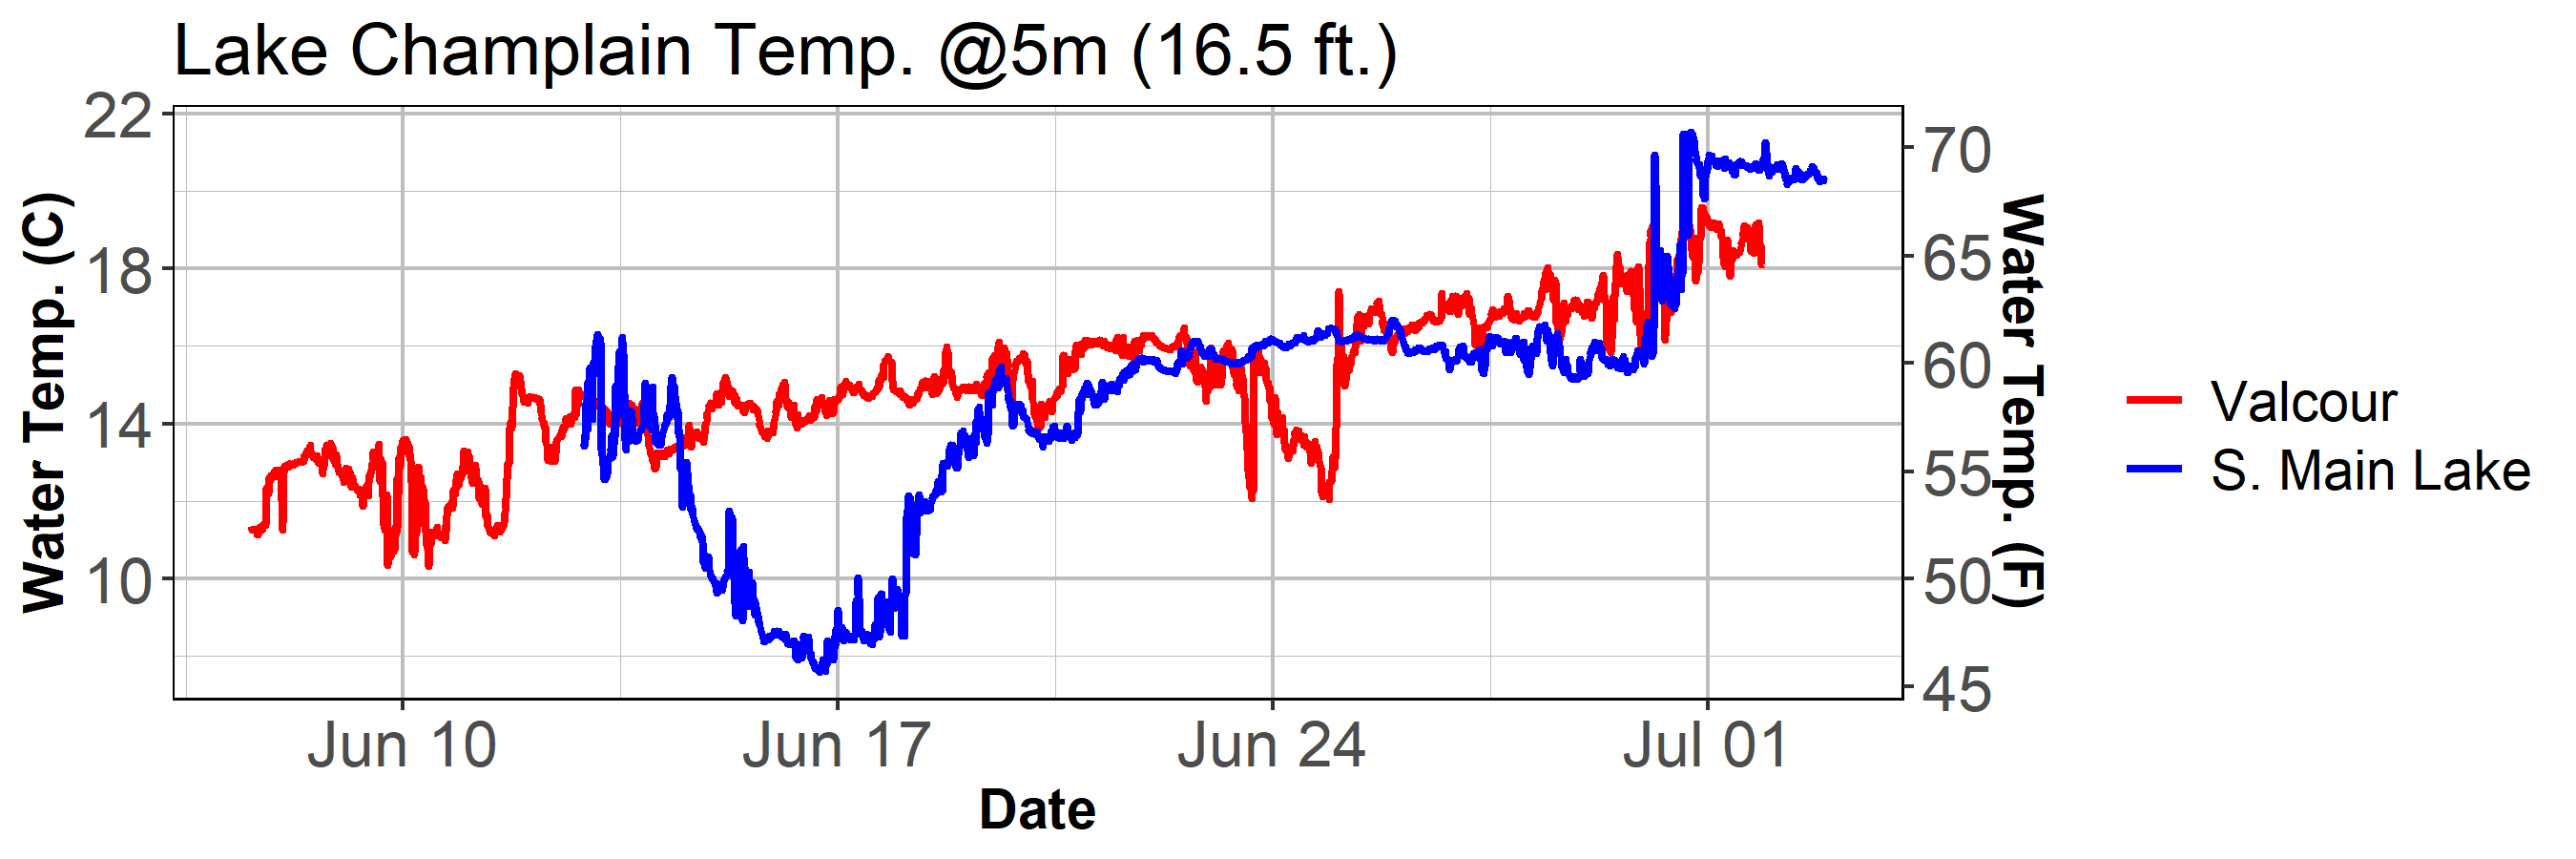 Lake Champlain Temp. @5m (16.5 ft.)
Water Temp. (C)
22
18
14
10
70
65
60
55
50
45
Water Temp. (F)
Jun 10
Jun 17
Jun 24
Jul 01
Date
Valcour
S. Main Lake